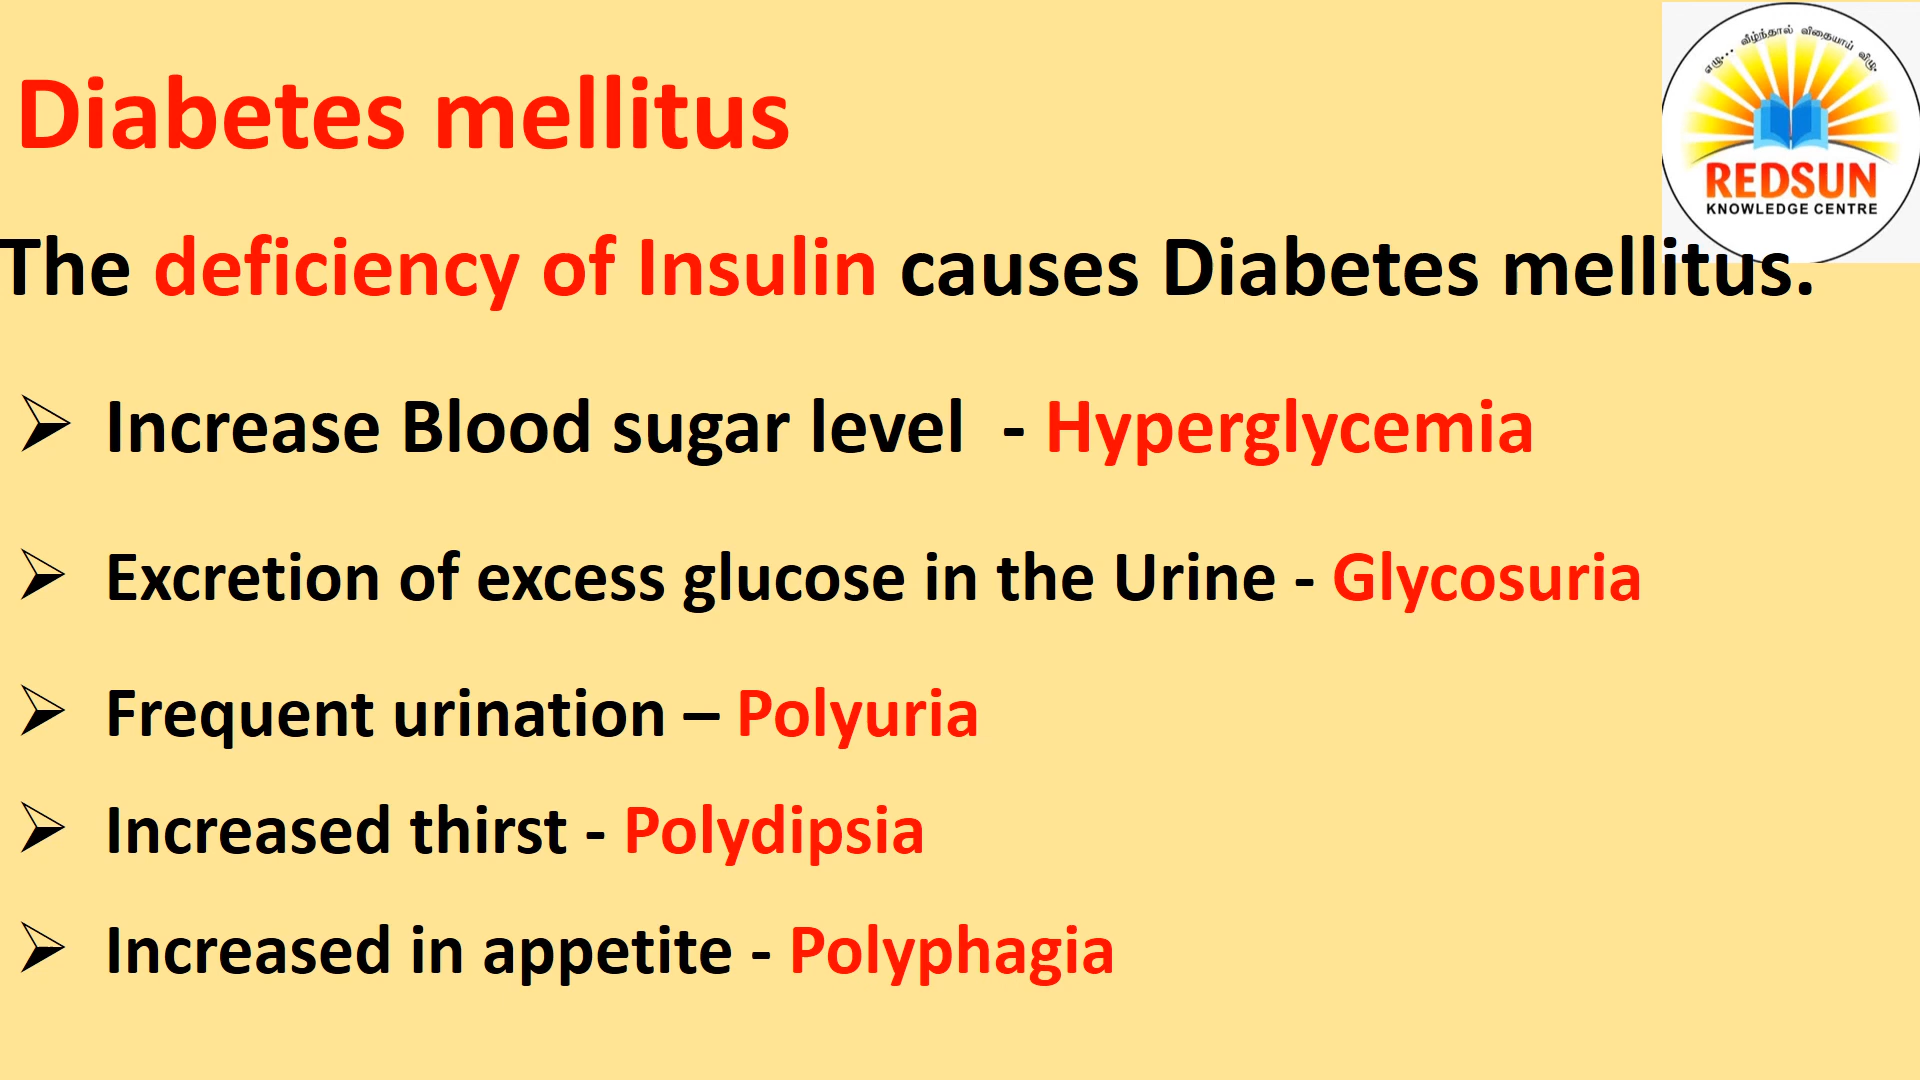 எழு... வீழ்ந்தால் விதையாய் விழு.
REDSUN
KNOWLEDGE CENTRE
Diabetes mellitus
The deficiency of Insulin causes Diabetes mellitus.
➢ Increase Blood sugar level - Hyperglycemia
➢ Excretion of excess glucose in the Urine - Glycosuria
➢ Frequent urination – Polyuria
➢ Increased thirst - Polydipsia
➢ Increased in appetite - Polyphagia